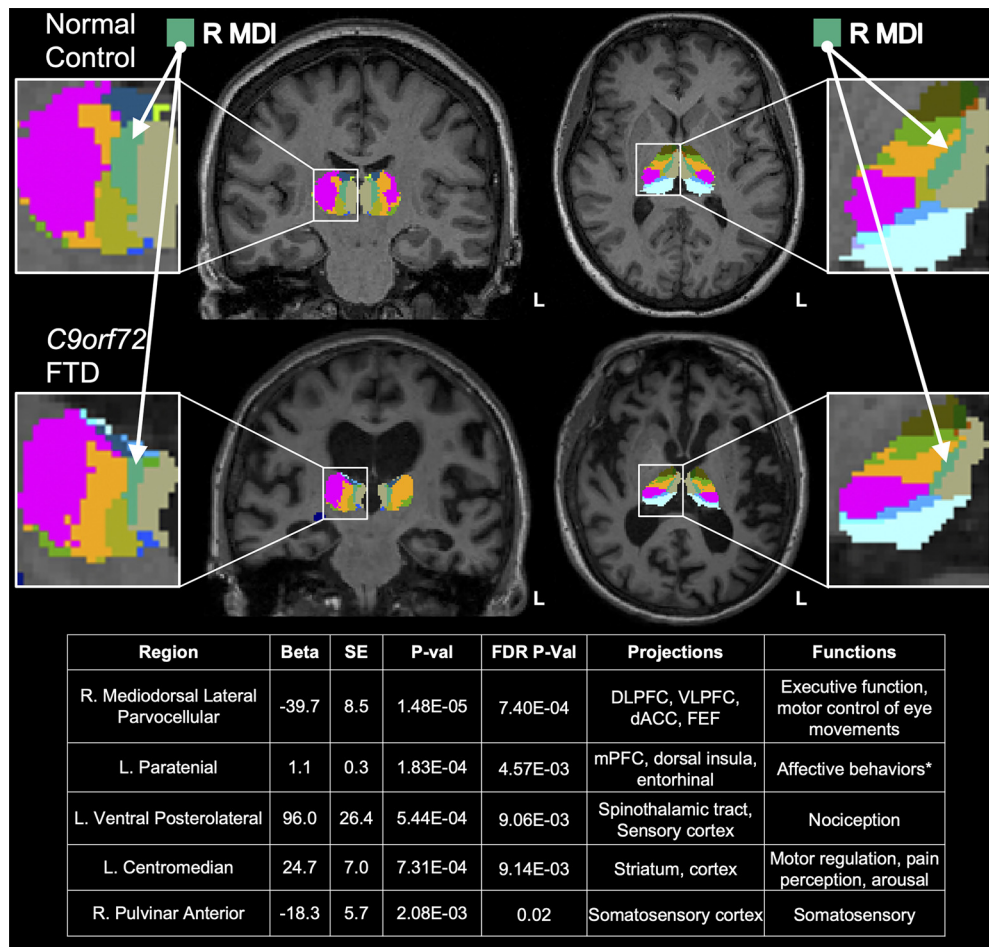 Normal
Control
R MDI
R MDI
L
L
C9orf72
FTD
L
L
Region Beta SE P-val FDR P-Val Projections Functions
R. Mediodorsal Lateral
Parvocellular
-39.7 8.5 1.48E-05 7.40E-04
DLPFC, VLPFC,
dACC, FEF
Executive function,
motor control of eye
movements
L. Paratenial 1.1 0.3 1.83E-04 4.57E-03
mPFC, dorsal insula,
entorhinal
Affective behaviors*
L. Ventral Posterolateral 96.0 26.4 5.44E-04 9.06E-03
Spinothalamic tract,
Sensory cortex
Nociception
L. Centromedian 24.7 7.0 7.31E-04 9.14E-03 Striatum, cortex
Motor regulation, pain
perception, arousal
R. Pulvinar Anterior -18.3 5.7 2.08E-03 0.02 Somatosensory cortex Somatosensory